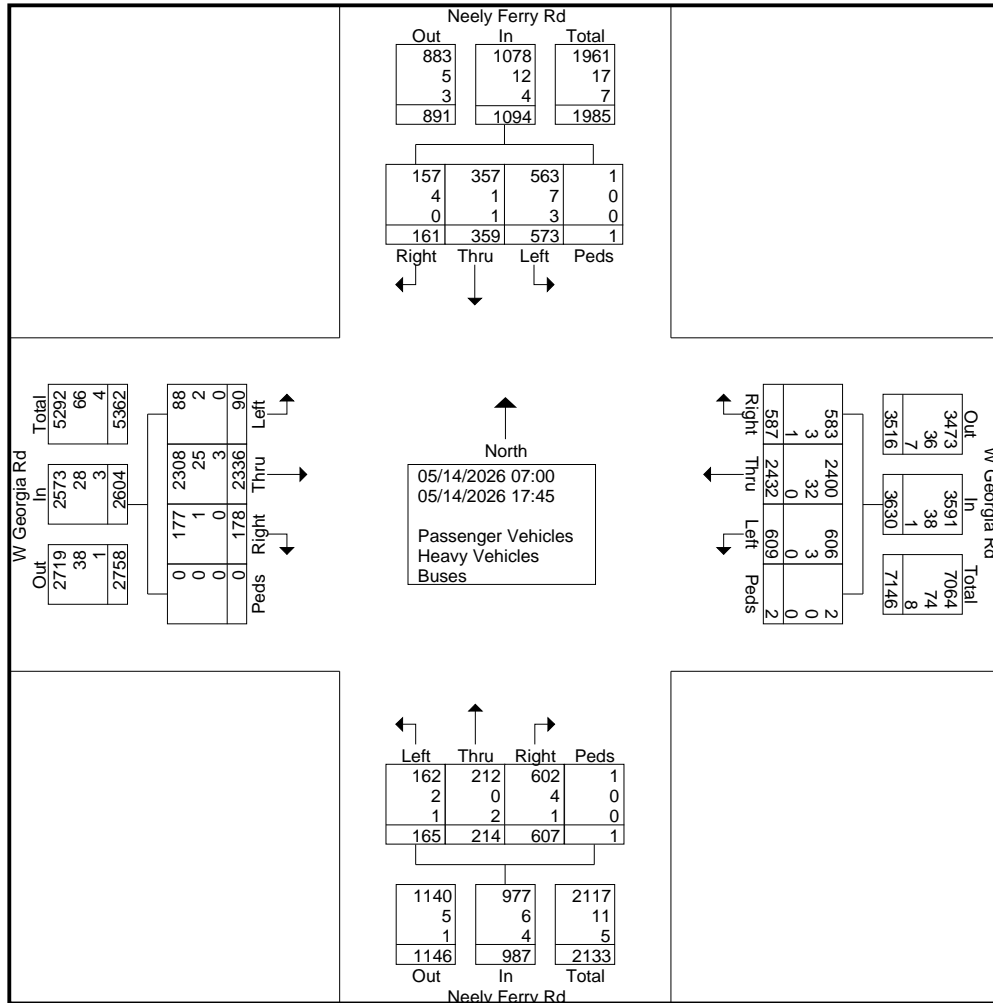 Neely Ferry Rd
Out In Total
883 1078 1961
5 12 17
3 4 7
891 1094 1985
157 357 563 1
4 1 7 0
0 1 3 0
161 359 573 1
Right Thru Left Peds
W Georgia Rd
Total
5292
66
4
5362
In
2573
28
3
2604
Out
2719
38
1
2758
88
2
0
90
Left
2308
25
3
2336
Thru
177
1
0
178
Right
0
0
0
0
Peds
North
05/14/2026 07:00
05/14/2026 17:45
Passenger Vehicles
Heavy Vehicles
Buses
Right
583
3
1
587
Thru
2400
32
0
2432
Left
606
3
0
609
Peds
2
0
0
2
W Georgia Rd
Out
3473
36
7
3516
In
3591
38
1
3630
Total
7064
74
8
7146
Left Thru Right Peds
162 212 602 1
2 0 4 0
1 2 1 0
165 214 607 1
1140 977 2117
5 6 11
1 4 5
1146 987 2133
Out In Total
Neely Ferry Rd